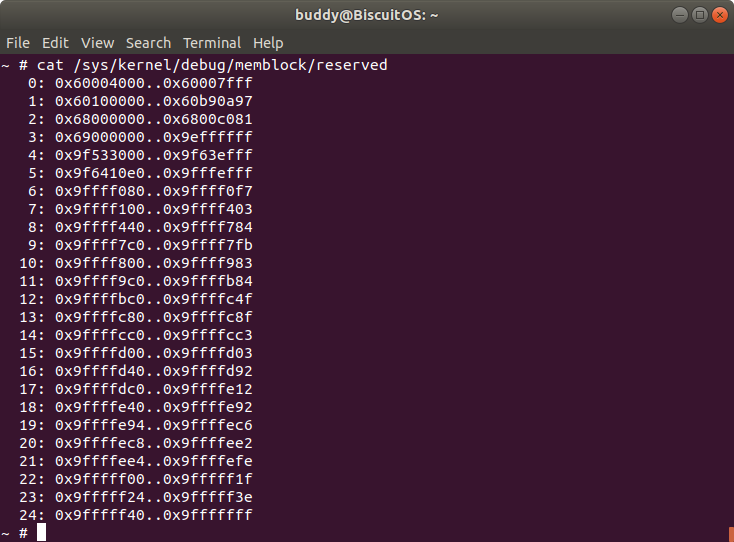 buddy@BiscuitOS: ~
File Edit View Search Terminal Help
~ # cat /sys/kernel/debug/memblock/reserved
   0: 0x60004000..0x60007fff
   1: 0x60100000..0x60b90a97
   2: 0x68000000..0x6800c081
   3: 0x69000000..0x9effffff
   4: 0x9f533000..0x9f63efff
   5: 0x9f6410e0..0x9fffefff
   6: 0x9ffff080..0x9ffff0f7
   7: 0x9ffff100..0x9ffff403
   8: 0x9ffff440..0x9ffff784
   9: 0x9ffff7c0..0x9ffff7fb
  10: 0x9ffff800..0x9ffff983
  11: 0x9ffff9c0..0x9ffffb84
  12: 0x9ffffbc0..0x9ffffc4f
  13: 0x9ffffc80..0x9ffffc8f
  14: 0x9ffffcc0..0x9ffffcc3
  15: 0x9ffffd00..0x9ffffd03
  16: 0x9ffffd40..0x9ffffd92
  17: 0x9ffffdc0..0x9ffffe12
  18: 0x9ffffe40..0x9ffffe92
  19: 0x9ffffe94..0x9ffffec6
  20: 0x9ffffec8..0x9ffffee2
  21: 0x9ffffee4..0x9ffffefe
  22: 0x9fffff00..0x9fffff1f
  23: 0x9fffff24..0x9fffff3e
  24: 0x9fffff40..0x9fffffff
~ #